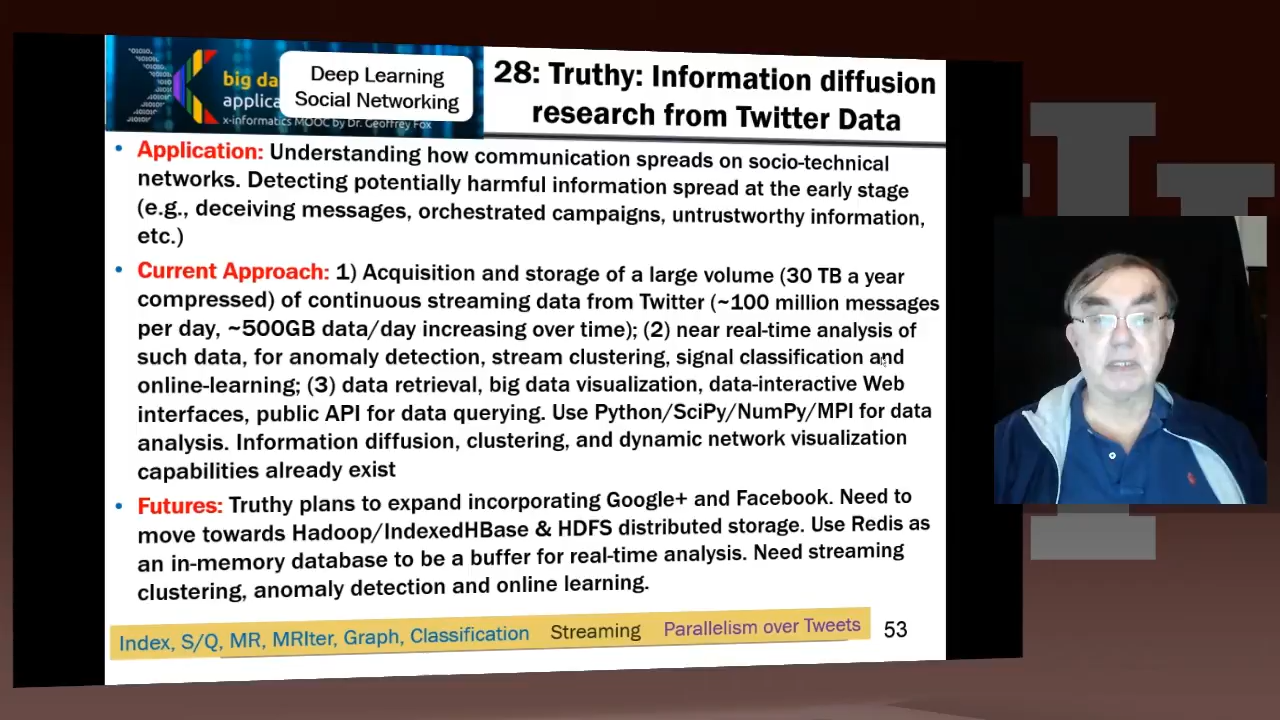 big da
applica
x-informatics MOOC by Dr. Geoffrey Fox
Deep Learning
Social Networking
28: Truthy: Information diffusion
research from Twitter Data
• Application: Understanding how communication spreads on socio-technical
networks. Detecting potentially harmful information spread at the early stage
(e.g., deceiving messages, orchestrated campaigns, untrustworthy information,
etc.)
• Current Approach: 1) Acquisition and storage of a large volume (30 TB a year
compressed) of continuous streaming data from Twitter (~100 million messages
per day, ~500GB data/day increasing over time); (2) near real-time analysis of
such data, for anomaly detection, stream clustering, signal classification and
online-learning; (3) data retrieval, big data visualization, data-interactive Web
interfaces, public API for data querying. Use Python/SciPy/NumPy/MPI for data
analysis. Information diffusion, clustering, and dynamic network visualization
capabilities already exist
• Futures: Truthy plans to expand incorporating Google+ and Facebook. Need to
move towards Hadoop/IndexedHBase & HDFS distributed storage. Use Redis as
an in-memory database to be a buffer for real-time analysis. Need streaming
clustering, anomaly detection and online learning.
Index, S/Q, MR, MRIter, Graph, Classification Streaming Parallelism over Tweets
53